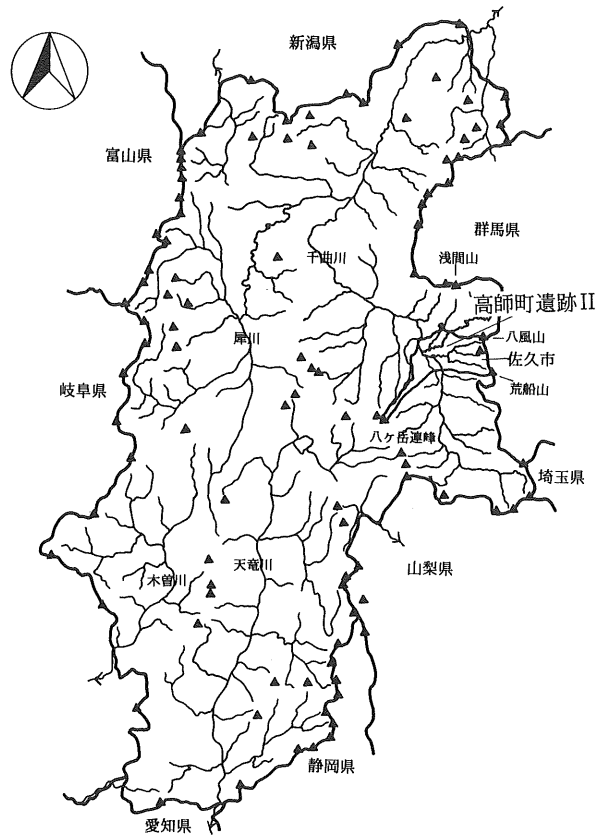 新潟県
富山県
群馬県
浅間山
千曲川
高師町遺跡Ⅱ
八風山
犀川
佐久市
荒船山
岐阜県
八ヶ岳連峰
埼玉県
山梨県
天竜川
木曽川
静岡県
愛知県